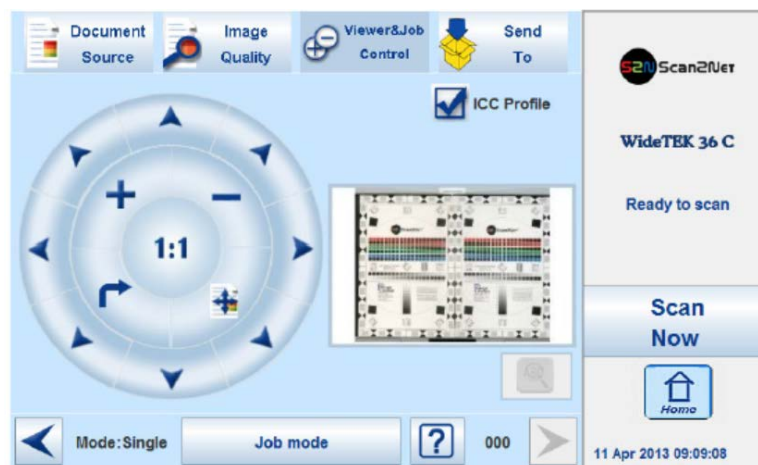 Document
Source
Image
Quality
Viewer&Job
Control
Send
To
ICC Profile
1:1
Mode:Single
Job mode
?
000
S2N Scan2Net
WideTEK 36 C
Ready to scan
Scan
Now
Home
11 Apr 2013 09:09:08